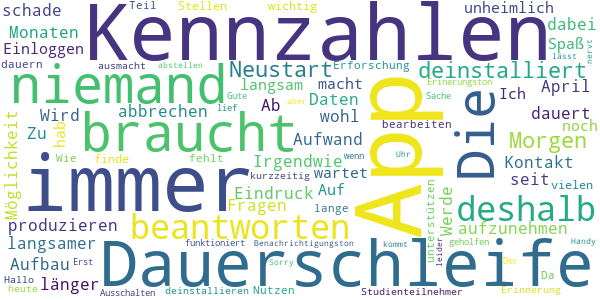 schade Teil Stellen wichtig unheimlich dabei
Kennzahlen
Monaten Einloggen Spaß
dauern ausmacht abstellen Neustart Erforschung deinstalliert lässt nervt
niemand langsam macht Die Ich April
Gute Erinnerungston
Ab Daten App dauert
Wird abbrechen wohl Sache bearbeiten noch
Möglichkeit Zu hab braucht lief aber Aufwand Morgen
Wie finde fehlt Irgendwie wenn Uhr Kontakt
immer kurzzeitig wartet seit vielen
Eindruck Auf unterstützen Werde deshalb
produzieren beantworten Fragen lange aufzunehmen
langsamer Dauerschleife funktioniert Benachrichtigungston kommt leider geholfen Handy
Aufbau Erst Sorry Der Da
Hallo länger
heute Ausschalten deinstallieren Nutzen Studienteilnehmer Erinnerung